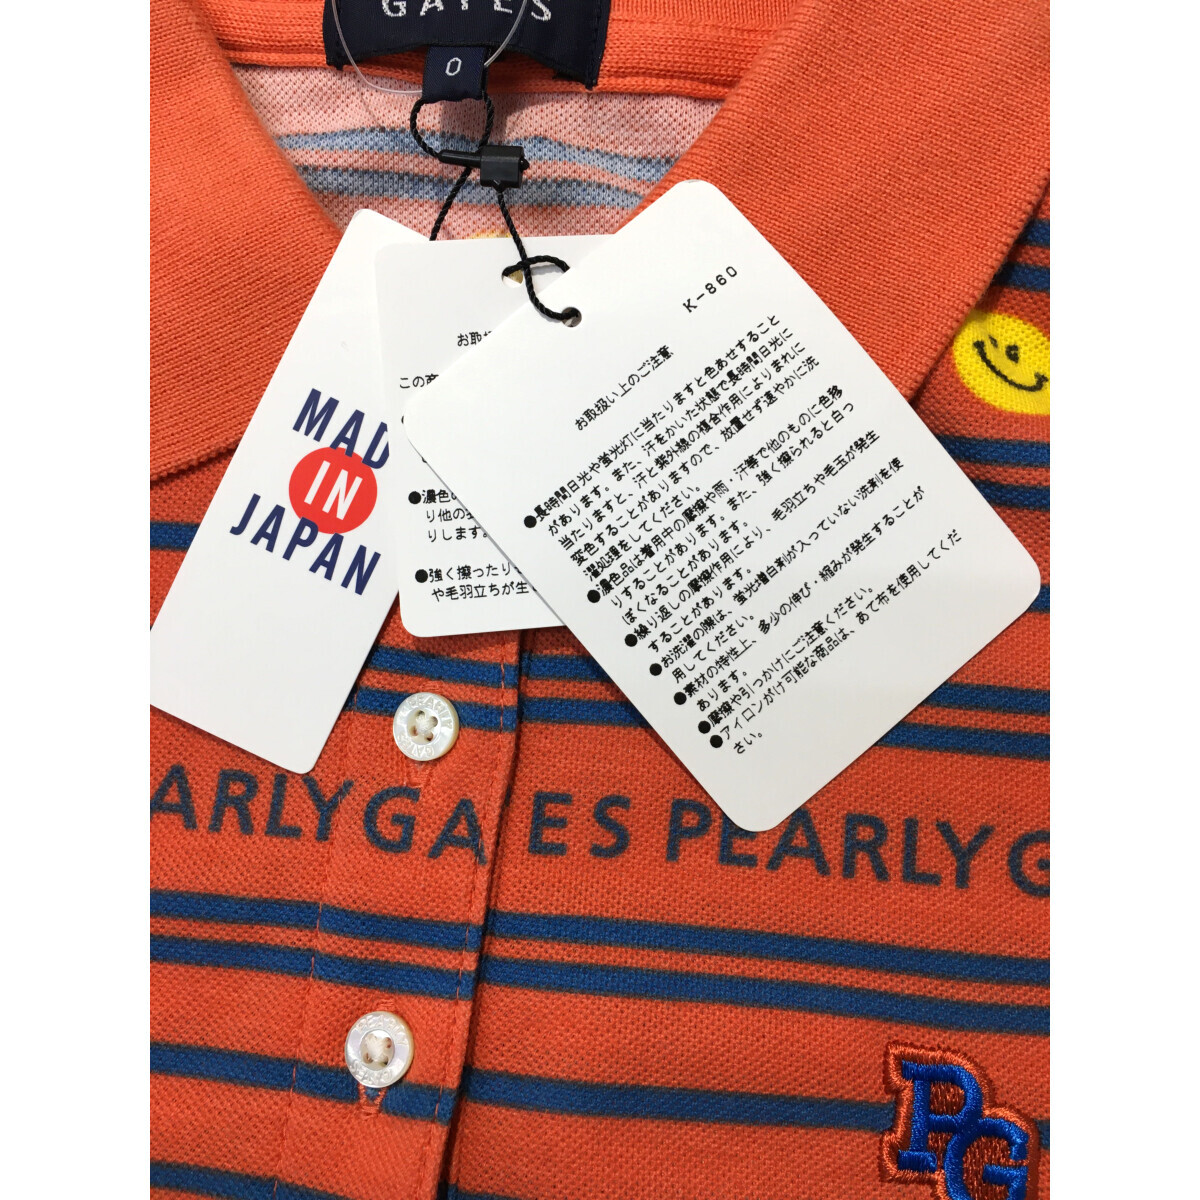 GATES
0
MAD
IN
JAPAN
お取扱
この商
●濃色の
り他の
りします。
●強く擦ったり
や毛羽立ちが生
K-860
お取扱い上のご注意
●長時間日光や蛍光灯に当たりますと色あせすること
があります。また、汗をかいた状態で長時間日光に
当たりますと、汗と紫外線の複合作用によりまれに
変色することがありますので、放置せず速やかに洗
濯処理をしてください。
●濃色品は着用中の摩擦や雨・汗等で他のものに色移
りすることがあります。また、強く擦られると白っ
ぽくなることがあります。
●繰り返しの摩擦作用により、毛羽立ちや毛玉が発生
することがあります。
●お洗濯の際は、蛍光増白剤が入っていない洗剤を使
用してください。
●素材の特性上、多少の伸び・縮みが発生することが
あります。
●摩擦や引っかけにご注意ください。
●アイロンがけ可能な商品は、あて布を使用してくだ
さい。
PEARLY GATES
PEARLY GATES
ARLY GA ES PEARLY G
PG